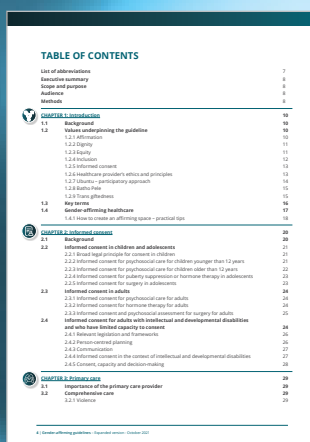 TABLE OF CONTENTS
List of abbreviations 7
Executive summary 8
Scope and purpose 8
Audience 8
Methods 8
CHAPTER 1: Introduction 10
1.1 Background 10
1.2 Values underpinning the guideline 10
1.2.1 Affirmation 10
1.2.2 Dignity 11
1.2.3 Equity 11
1.2.4 Inclusion 12
1.2.5 Informed consent 13
1.2.6 Healthcare provider's ethics and principles 13
1.2.7 Ubuntu – participatory approach 14
1.2.8 Batho Pele 15
1.2.9 Trans giftedness 15
1.3 Key terms 16
1.4 Gender-affirming healthcare 17
1.4.1 How to create an affirming space – practical tips 18
CHAPTER 2: Informed consent 20
2.1 Background 20
2.2 Informed consent in children and adolescents 21
2.2.1 Broad legal principle for consent in children 21
2.2.2 Informed consent for psychosocial care for children younger than 12 years 21
2.2.3 Informed consent for psychosocial care for children older than 12 years 22
2.2.4 Informed consent for puberty suppression or hormone therapy in adolescents 23
2.2.5 Informed consent for surgery in adolescents 23
2.3 Informed consent in adults 24
2.3.1 Informed consent for psychosocial care for adults 24
2.3.2 Informed consent for hormone therapy for adults 24
2.3.3 Informed consent and psychosocial assessment for surgery for adults 25
2.4 Informed consent for adults with intellectual and developmental disabilities
and who have limited capacity to consent 26
2.4.1 Relevant legislation and frameworks 26
2.4.2 Person-centred planning 26
2.4.3 Communication 27
2.4.4 Informed consent in the context of intellectual and developmental disabilities 27
2.4.5 Consent, capacity and decision-making 28
CHAPTER 3: Primary care 29
3.1 Importance of the primary care provider 29
3.2 Comprehensive care 29
3.2.1 Violence 29
4 | Gender-affirming guidelines – Expanded version - October 2021